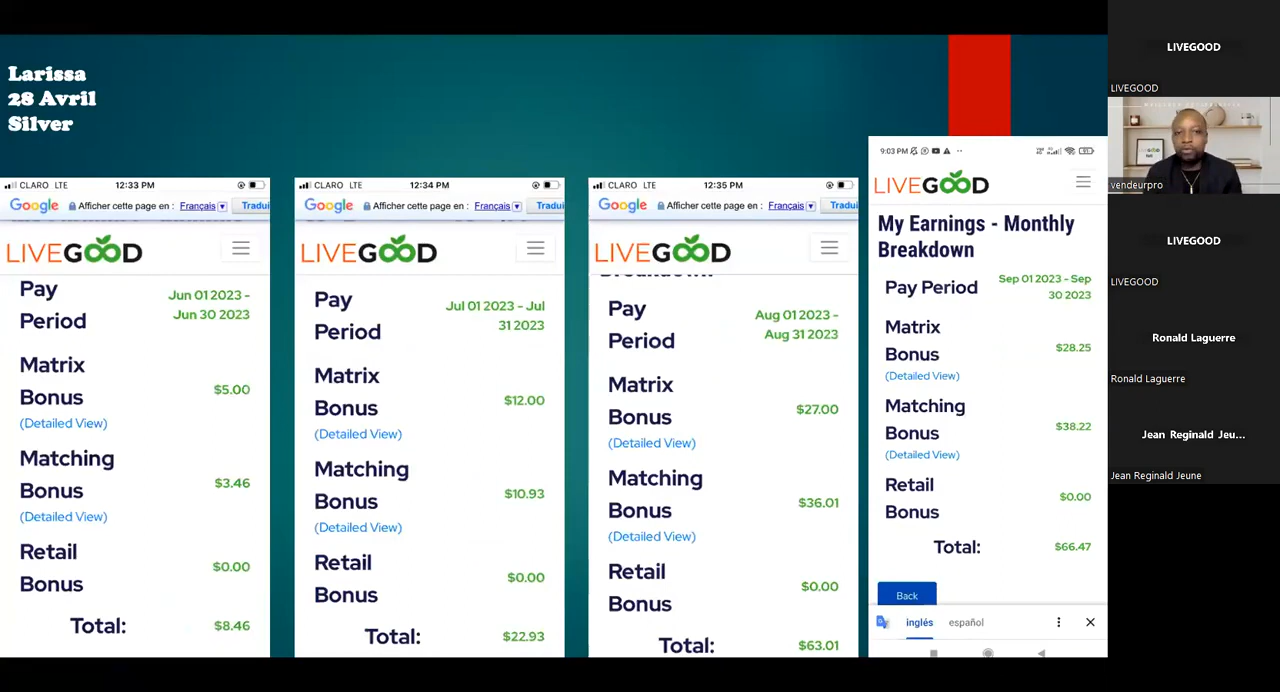 Larissa
28 Avril
Silver
CLARO LTE 12:33 PM
Google Afficher cette page en : Français Tradui
LIVEGOOD
Pay
Period
Jun 01 2023 -
Jun 30 2023
Matrix
Bonus
$5.00
(Detailed View)
Matching
Bonus
$3.46
(Detailed View)
Retail
Bonus
$0.00
Total: $8.46
CLARO LTE 12:34 PM
Google Afficher cette page en : Français Tradui
LIVEGOOD
Pay
Period
Jul 01 2023 - Jul
31 2023
Matrix
Bonus
$12.00
(Detailed View)
Matching
Bonus
$10.93
(Detailed View)
Retail
Bonus
$0.00
Total: $22.93
CLARO LTE 12:35 PM
Google Afficher cette page en : Français Tradui
LIVEGOOD
Pay
Period
Aug 01 2023 -
Aug 31 2023
Matrix
Bonus
$27.00
(Detailed View)
Matching
Bonus
$36.01
(Detailed View)
Retail
Bonus
$0.00
Total: $63.01
9:03 PM
LIVEGOOD
My Earnings - Monthly
Breakdown
Pay Period
Sep 01 2023 - Sep
30 2023
Matrix
Bonus
$28.25
(Detailed View)
Matching
Bonus
$38.22
(Detailed View)
Retail
Bonus
$0.00
Total: $66.47
Back
inglés español
LIVEGOOD
LIVEGOOD
vendeurpro
LIVEGOOD
LIVEGOOD
Ronald Laguerre
Ronald Laguerre
Jean Reginald Jeu...
Jean Reginald Jeune